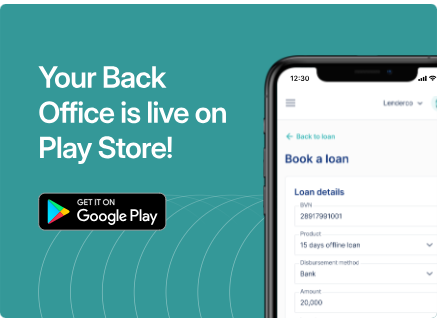 Your Back
Office is live on
Play Store!
GET IT ON
Google Play
12:30
Lenderco
Back to loan
Book a loan
Loan details
BVN
28917991001
Product
15 days offline loan
Disbursement method
Bank
Amount
20,000